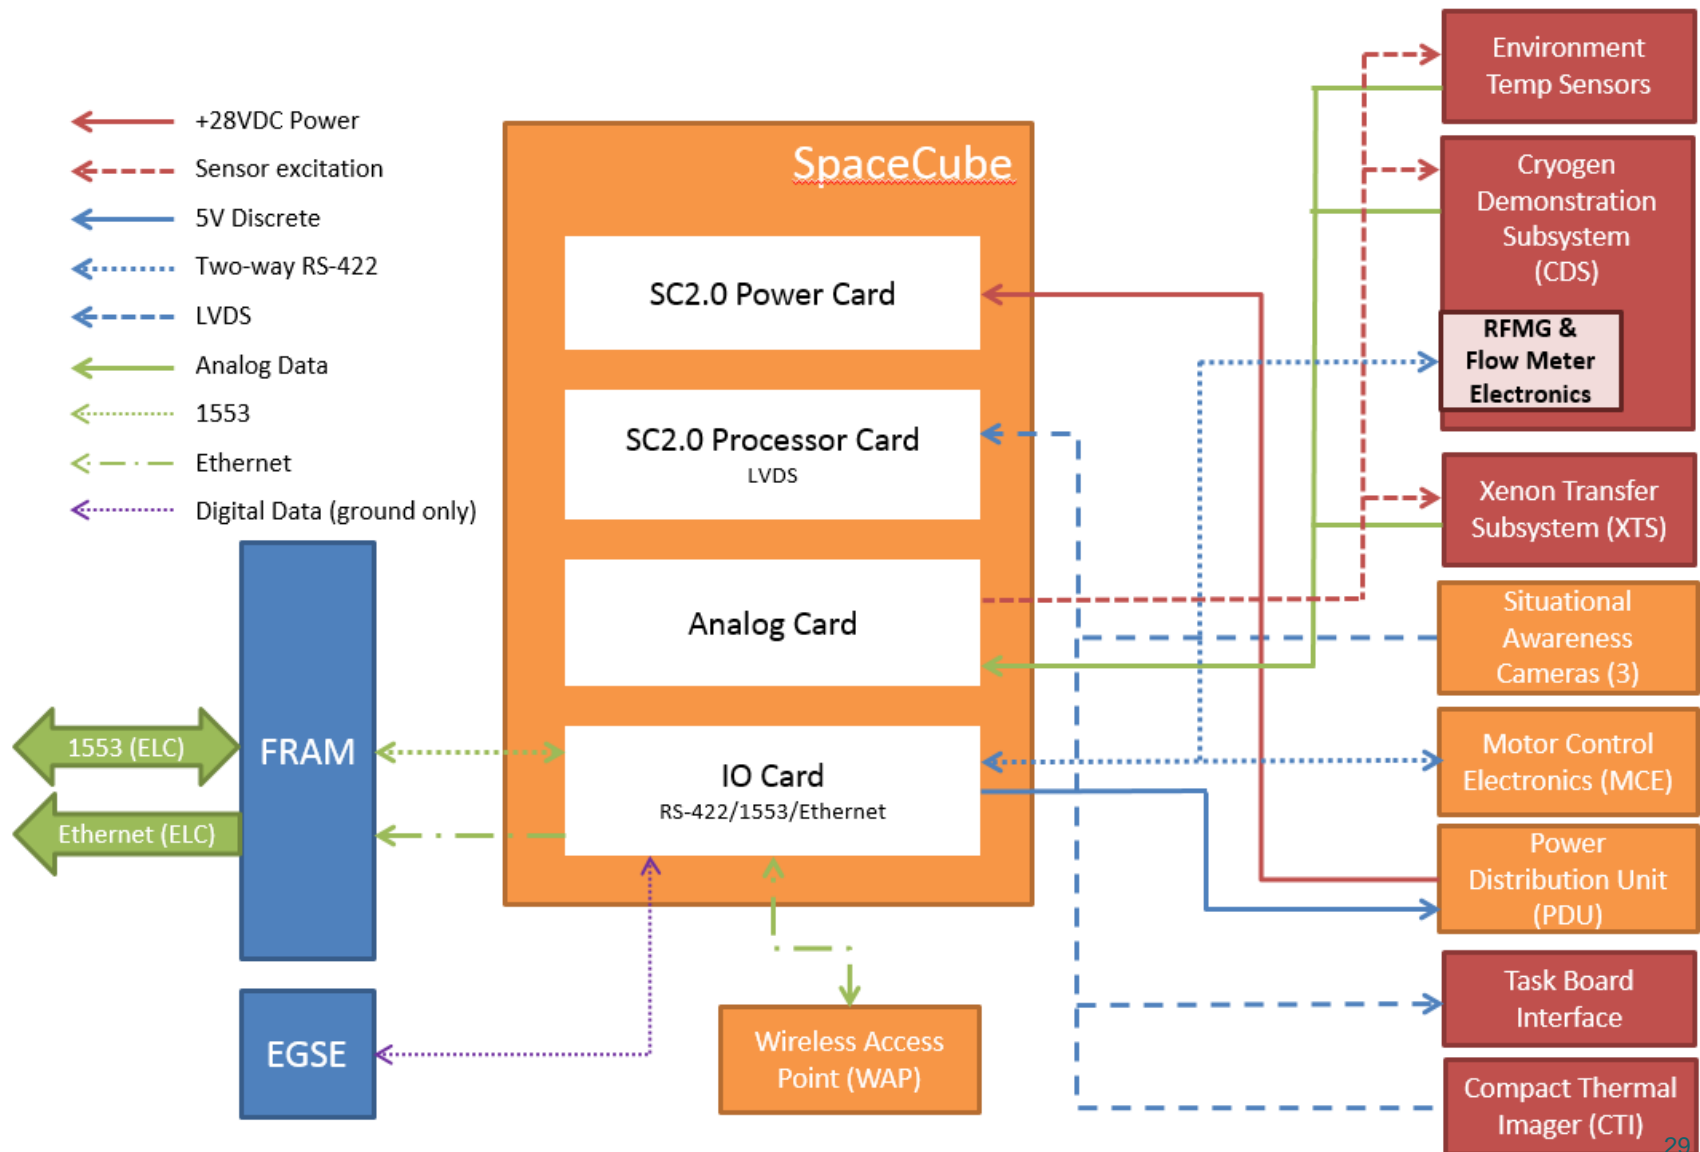 +28VDC Power
Sensor excitation
5V Discrete
Two-way RS-422
LVDS
Analog Data
1553
Ethernet
Digital Data (ground only)
SpaceCube
SC2.0 Power Card
SC2.0 Processor Card
LVDS
Analog Card
IO Card
RS-422/1553/Ethernet
1553 (ELC)
Ethernet (ELC)
FRAM
EGSE
Wireless Access
Point (WAP)
Environment
Temp Sensors
Cryogen
Demonstration
Subsystem
(CDS)
RFMG &
Flow Meter
Electronics
Xenon Transfer
Subsystem (XTS)
Situational
Awareness
Cameras (3)
Motor Control
Electronics (MCE)
Power
Distribution Unit
(PDU)
Task Board
Interface
Compact Thermal
Imager (CTI)
29